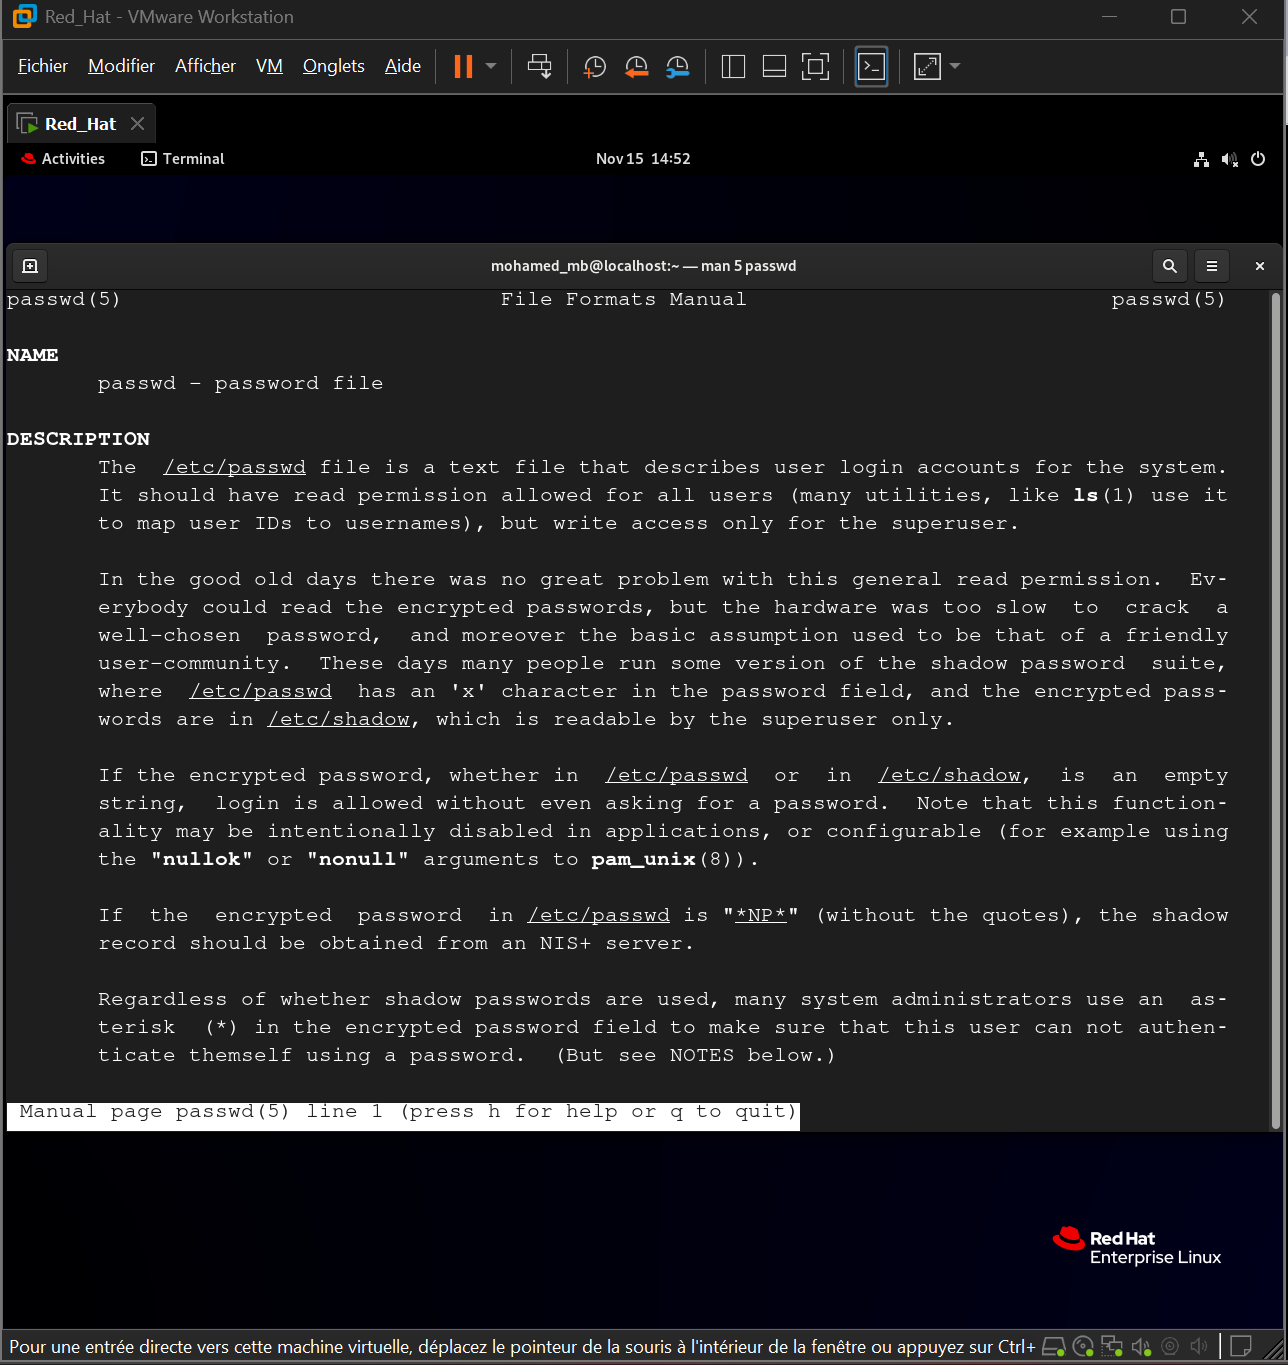 Red_Hat - VMware Workstation
Fichier Modifier Afficher VM Onglets Aide
Red_Hat
Activities Terminal Nov 15 14:52
mohamed_mb@localhost:~ — man 5 passwd
passwd(5) File Formats Manual passwd(5)
NAME
passwd - password file
DESCRIPTION
The /etc/passwd file is a text file that describes user login accounts for the system.
It should have read permission allowed for all users (many utilities, like ls(1) use it
to map user IDs to usernames), but write access only for the superuser.
In the good old days there was no great problem with this general read permission. Ev-
erybody could read the encrypted passwords, but the hardware was too slow to crack a
well-chosen password, and moreover the basic assumption used to be that of a friendly
user-community. These days many people run some version of the shadow password suite,
where /etc/passwd has an 'x' character in the password field, and the encrypted pass-
words are in /etc/shadow, which is readable by the superuser only.
If the encrypted password, whether in /etc/passwd or in /etc/shadow, is an empty
string, login is allowed without even asking for a password. Note that this function-
ality may be intentionally disabled in applications, or configurable (for example using
the "nullok" or "nonull" arguments to pam_unix(8)).
If the encrypted password in /etc/passwd is "*NP*" (without the quotes), the shadow
record should be obtained from an NIS+ server.
Regardless of whether shadow passwords are used, many system administrators use an as-
terisk (*) in the encrypted password field to make sure that this user can not authen-
ticate themself using a password. (But see NOTES below.)
Manual page passwd(5) line 1 (press h for help or q to quit)
Red Hat
Enterprise Linux
Pour une entrée directe vers cette machine virtuelle, déplacez le pointeur de la souris à l'intérieur de la fenêtre ou appuyez sur Ctrl+